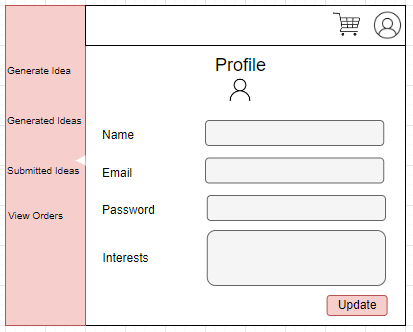 Profile
Generate Idea
Generated Ideas
Submitted Ideas
View Orders
Name
Email
Password
Interests
Update